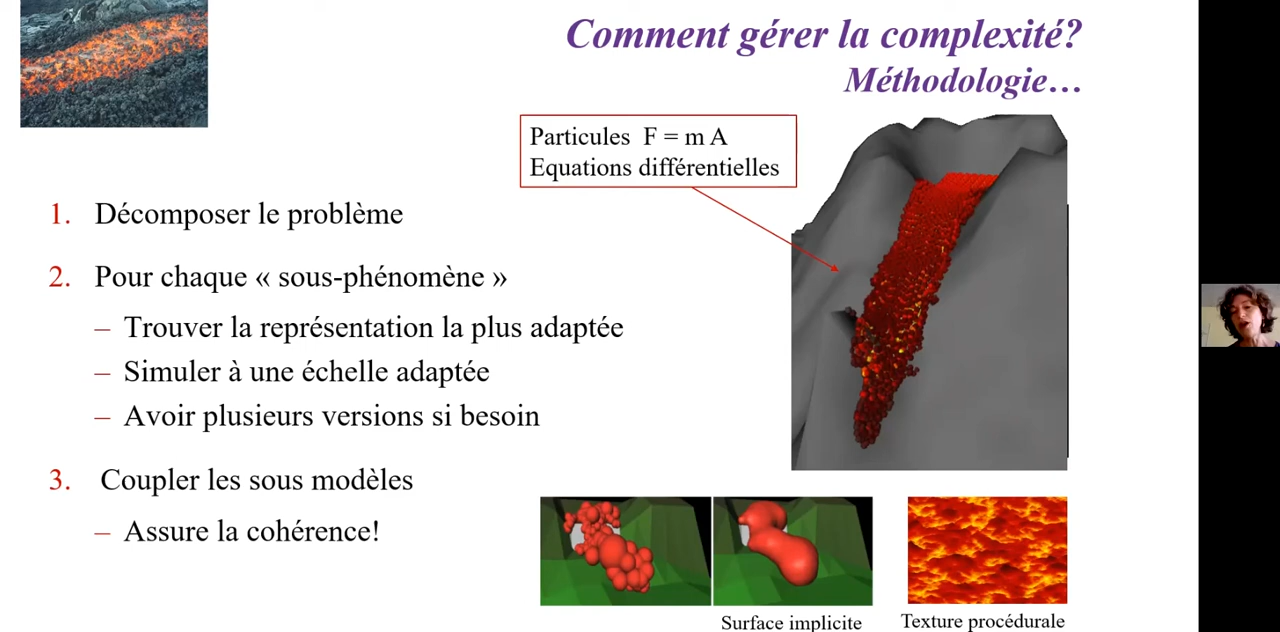 Comment gérer la complexité?
Méthodologie…
Particules F = m A
Equations différentielles
1. Décomposer le problème
2. Pour chaque « sous-phénomène »
– Trouver la représentation la plus adaptée
– Simuler à une échelle adaptée
– Avoir plusieurs versions si besoin
3. Coupler les sous modèles
– Assure la cohérence!
Surface implicite
Texture procédurale